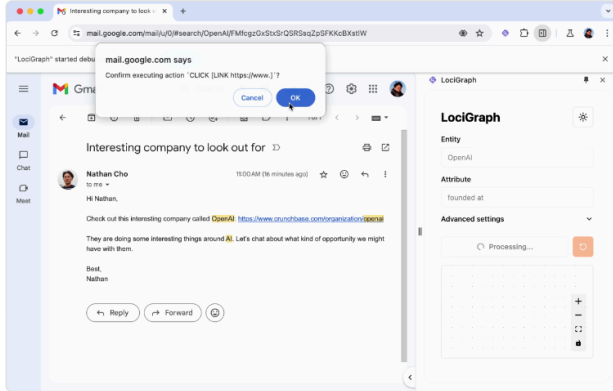 Interesting company to look o
mail.google.com/mail/u/0/#search/OpenAI/FMfcgzGxStxSrQSRSsqZpSFKKcBXstIW
"LociGraph" started debu
mail.google.com says
Confirm executing action `CLICK [LINK https://www.]`?
Cancel
OK
Gma
Mail
Chat
Meet
Interesting company to look out for
Nathan Cho
11:00 AM (16 minutes ago)
to me
Hi Nathan,
Check out this interesting company called OpenAI: https://www.crunchbase.com/organization/openai
They are doing some interesting things around AI. Let's chat about what kind of opportunity we might
have with them.
Best,
Nathan
Reply
Forward
LociGraph
LociGraph
Entity
OpenAI
Attribute
founded at
Advanced settings
Processing...